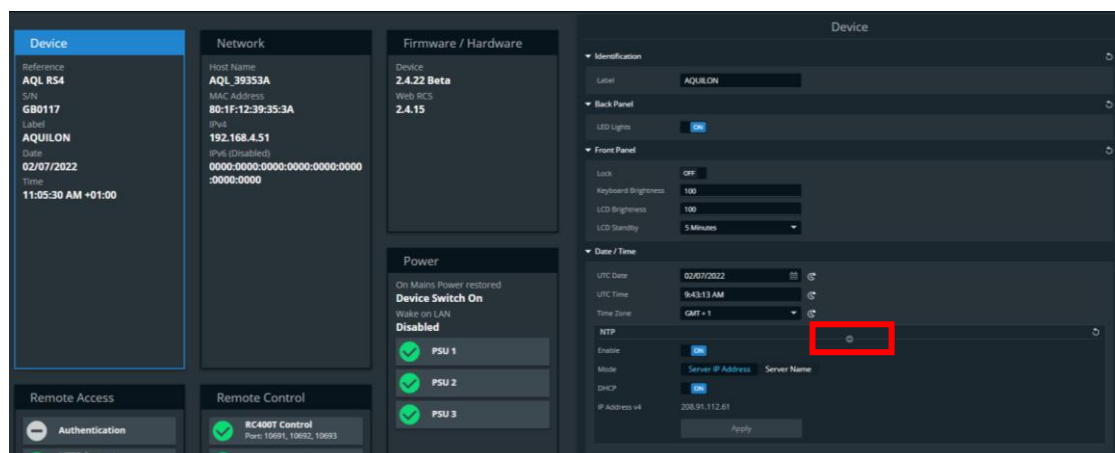 Device
Reference
AQL RS4
S/N
GB0117
Label
AQUILON
Date
02/07/2022
Time
11:05:30 AM +01:00
Network
Host Name
AQL_39353A
MAC Address
80:1F:12:39:35:3A
IPv4
192.168.4.51
IPv6 (Disabled)
0000:0000:0000:0000:0000:0000
:0000:0000
Firmware / Hardware
Device
2.4.22 Beta
Web RCS
2.4.15
Power
On Mains Power restored
Device Switch On
Wake on LAN
Disabled
PSU 1
PSU 2
PSU 3
Remote Access
Authentication
Remote Control
RC400T Control
Port: 10691, 10692, 10693
Device
Identification
Label AQUILON
Back Panel
LED Lights ON
Front Panel
Lock OFF
Keyboard Brightness 100
LCD Brightness 100
LCD Standby 5 Minutes
Date / Time
UTC Date 02/07/2022
UTC Time 9:43:13 AM
Time Zone GMT + 1
NTP
Enable ON
Mode Server IP Address Server Name
DHCP ON
IP Address v4 208.91.112.61
Apply